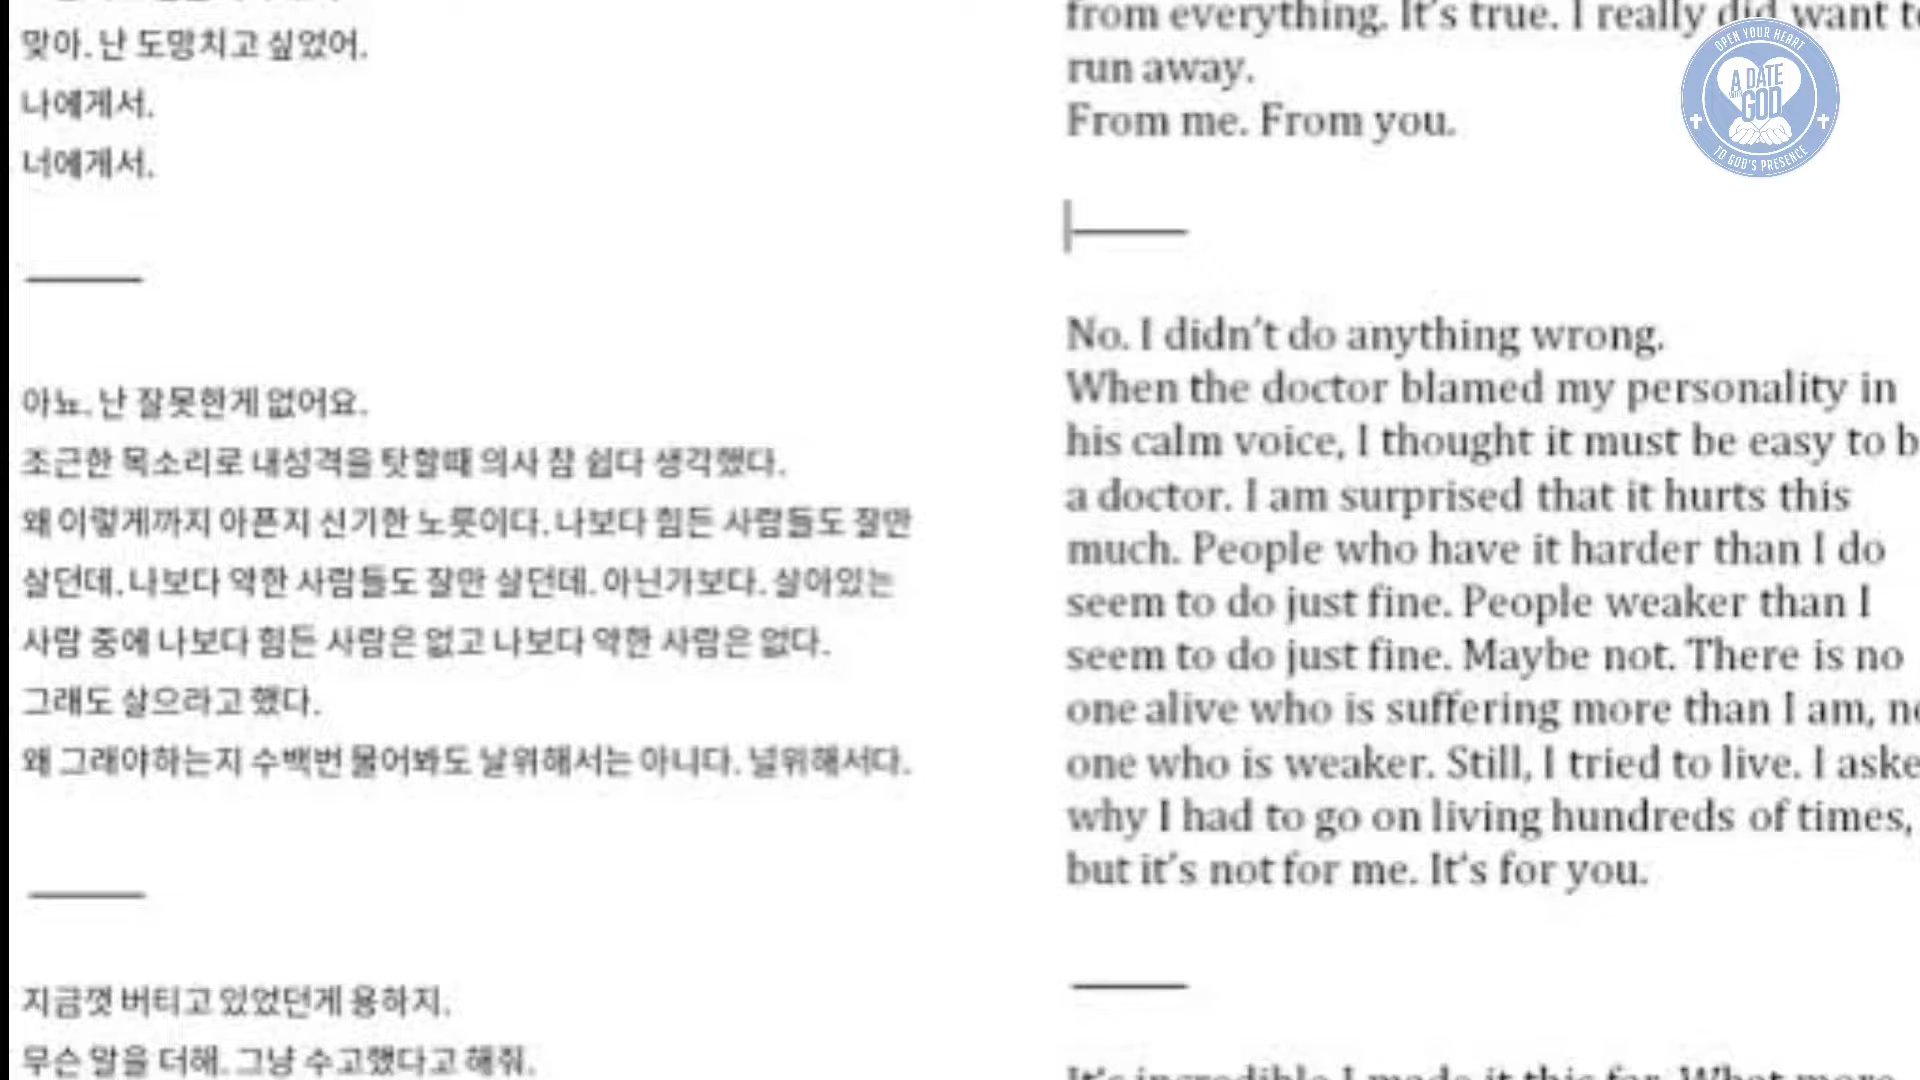 맞아. 난 도망치고 싶었어.
나에게서.
너에게서.
아뇨. 난 잘못한게 없어요.
조근한 목소리로 내성격을 탓할때 의사 참 쉽다 생각했다.
왜 이렇게까지 아픈지 신기한 노릇이다. 나보다 힘든 사람들도 잘만
살던데. 나보다 약한 사람들도 잘만 살던데. 아닌가보다. 살아있는
사람 중에 나보다 힘든 사람은 없고 나보다 약한 사람은 없다.
그래도 살으라고 했다.
왜 그래야하는지 수백번 물어봐도 날위해서는 아니다. 널위해서다.
지금껏 버티고 있었던게 용하지.
무슨 말을 더해. 그냥 수고했다고 해줘.
from everything. It's true. I really did want to
run away.
From me. From you.
No. I didn't do anything wrong.
When the doctor blamed my personality in
his calm voice, I thought it must be easy to b
a doctor. I am surprised that it hurts this
much. People who have it harder than I do
seem to do just fine. People weaker than I
seem to do just fine. Maybe not. There is no
one alive who is suffering more than I am, no
one who is weaker. Still, I tried to live. I aske
why I had to go on living hundreds of times,
but it's not for me. It's for you.
It's incredible I made it this far. What more
OPEN YOUR HEART
A DATE
WITH
GOD
TO GOD'S PRESENCE